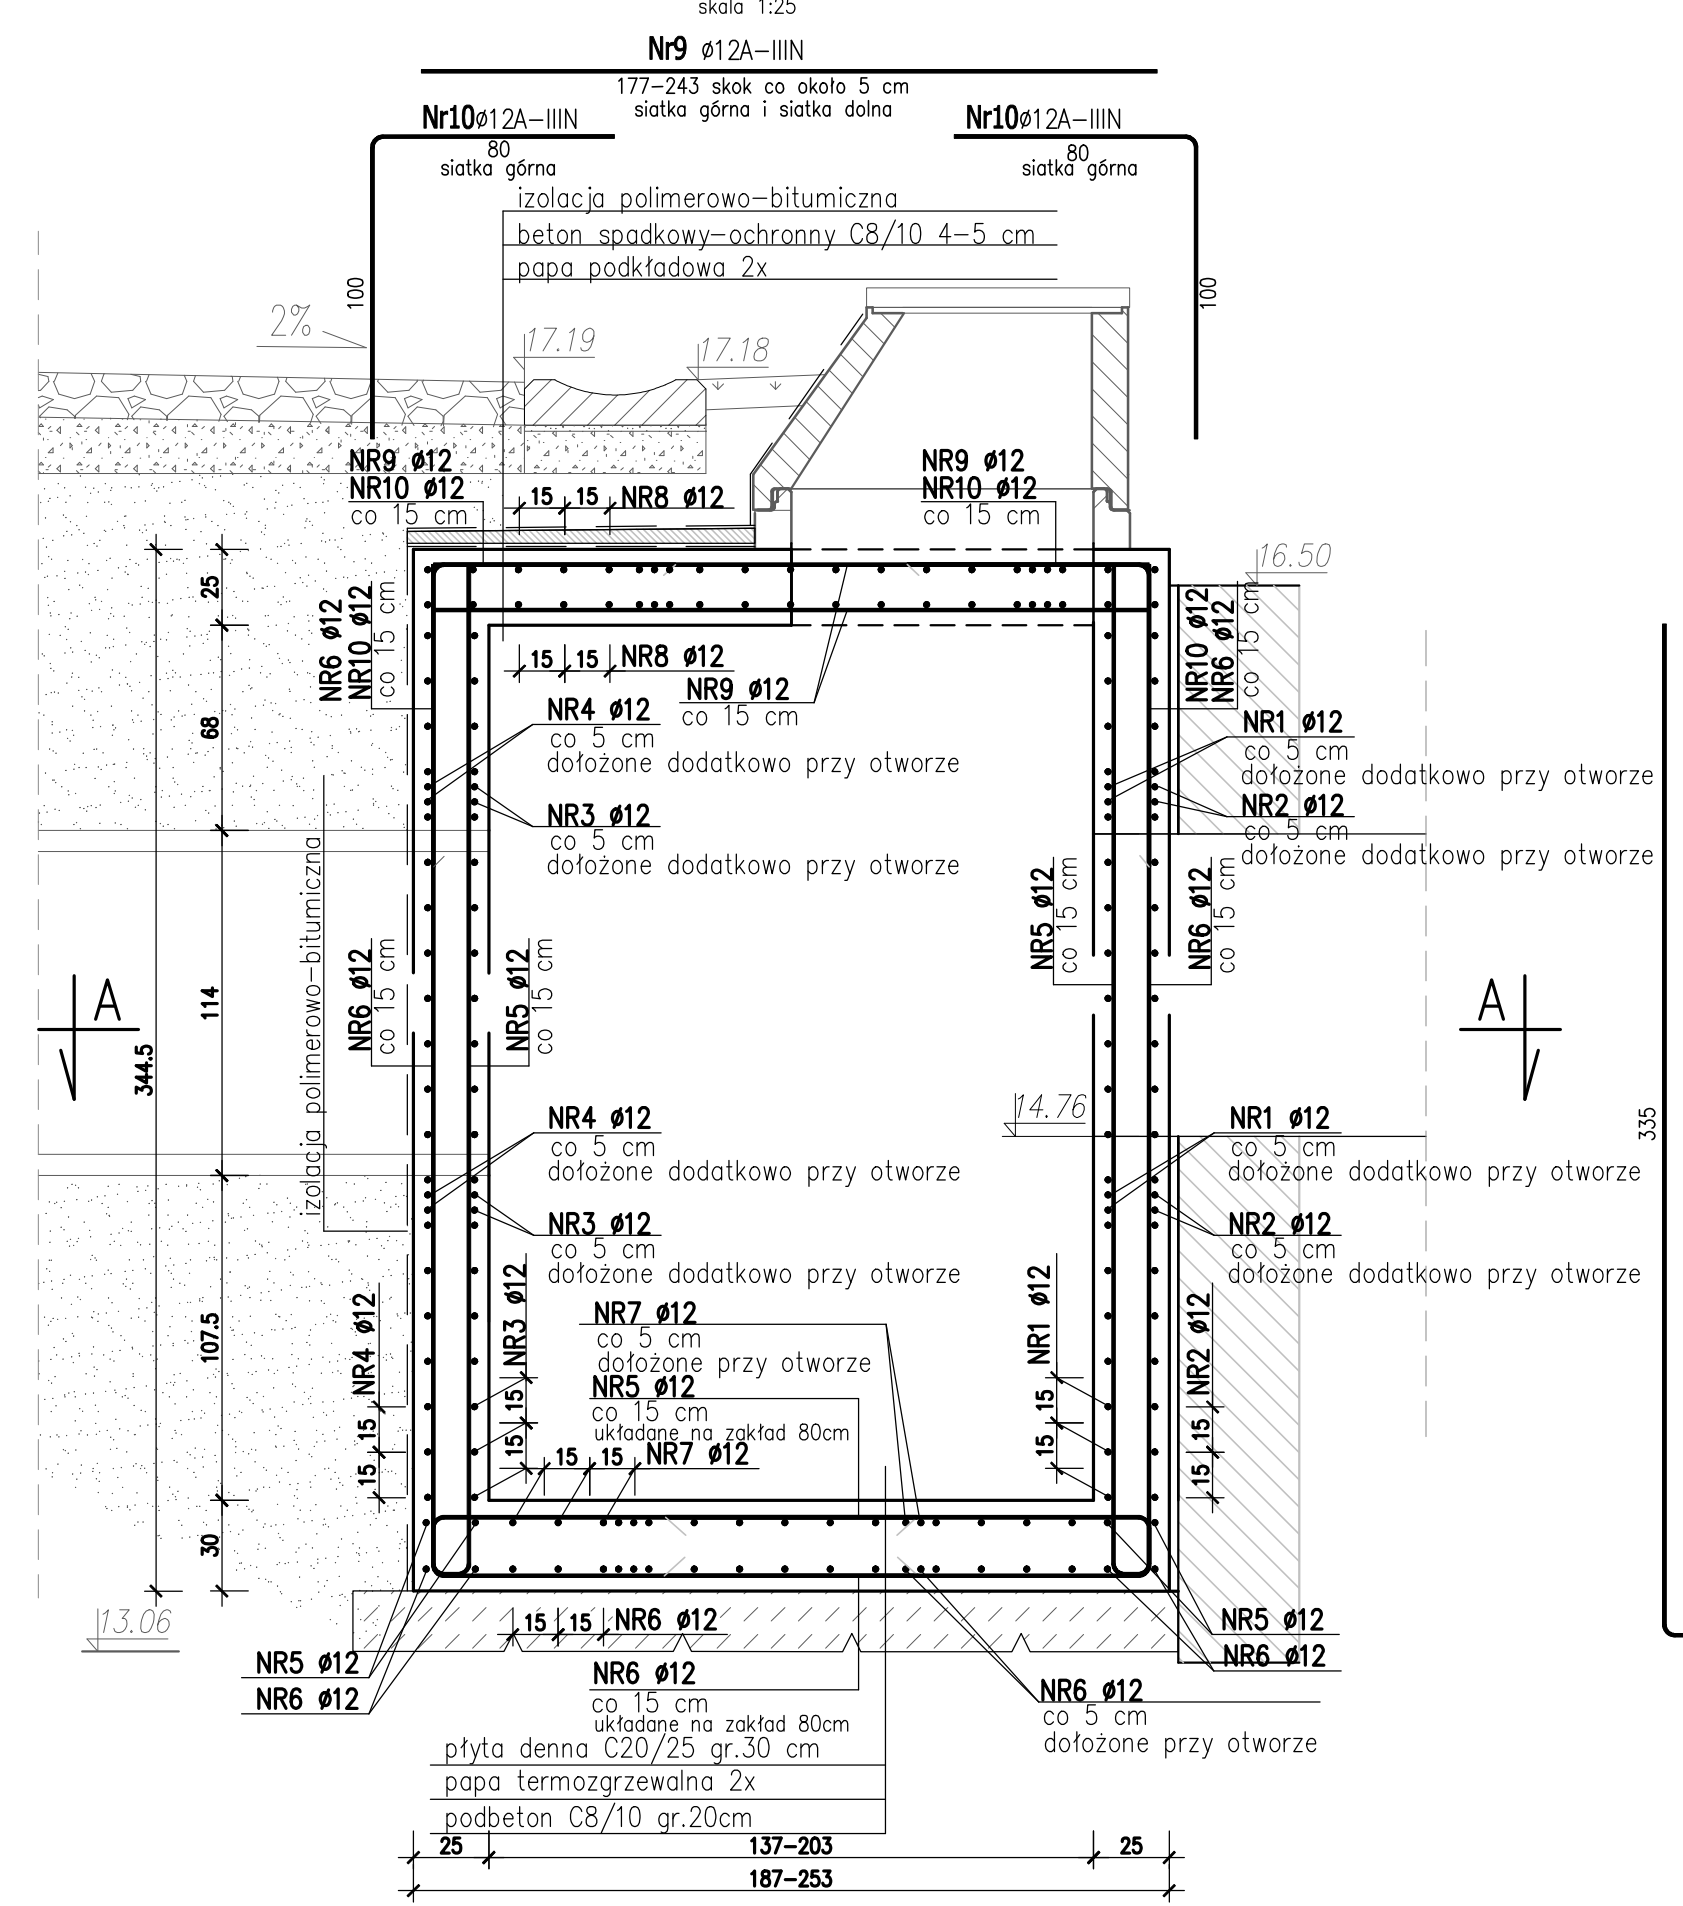 skala 1:25
Nr9 ø12A-IIIN
177-243 skok co około 5 cm
siatka górna i siatka dolna
Nr10ø12A-IIIN
80
siatka górna
Nr10ø12A-IIIN
80
siatka górna
izolacja polimerowo-bitumiczna
beton spadkowy-ochronny C8/10 4-5 cm
papa podkładowa 2x
100
100
2%
17.19
17.18
NR9 ø12
NR10 ø12
co 15 cm
15
15
NR8 ø12
NR9 ø12
NR10 ø12
co 15 cm
16.50
25
NR6 ø12
NR10 ø12
co 15 cm
NR10 ø12
NR6 ø12
co 15 cm
15
15
NR8 ø12
NR9 ø12
co 15 cm
68
NR4 ø12
co 5 cm
dołożone dodatkowo przy otworze
NR1 ø12
co 5 cm
dołożone dodatkowo przy otworze
NR3 ø12
co 5 cm
dołożone dodatkowo przy otworze
NR2 ø12
co 5 cm
dołożone dodatkowo przy otworze
izolacja polimerowo-bitumiczna
NR5 ø12
co 15 cm
NR6 ø12
co 15 cm
NR6 ø12
co 15 cm
NR5 ø12
co 15 cm
A
A
114
344.5
335
14.76
NR4 ø12
co 5 cm
dołożone dodatkowo przy otworze
NR1 ø12
co 5 cm
dołożone dodatkowo przy otworze
NR3 ø12
co 5 cm
dołożone dodatkowo przy otworze
NR2 ø12
co 5 cm
dołożone dodatkowo przy otworze
107.5
NR4 ø12
15
15
NR3 ø12
15
15
NR1 ø12
15
15
NR2 ø12
15
15
NR7 ø12
co 5 cm
dołożone przy otworze
NR5 ø12
co 15 cm
układane na zakład 80cm
15
15
NR7 ø12
30
13.06
15
15
NR6 ø12
NR5 ø12
NR6 ø12
NR5 ø12
NR6 ø12
NR6 ø12
co 15 cm
układane na zakład 80cm
NR6 ø12
co 5 cm
dołożone przy otworze
płyta denna C20/25 gr.30 cm
papa termozgrzewalna 2x
podbeton C8/10 gr.20cm
25
137-203
25
187-253